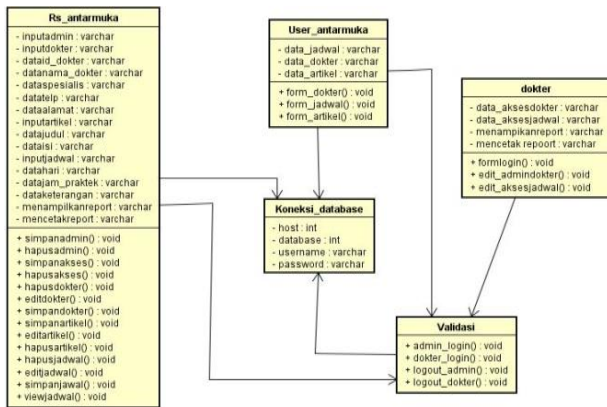 Rs_antarmuka
- inputadmin : varchar
- inputdokter : varchar
- dataid_dokter : varchar
- datanama_dokter : varchar
- dataspesialis : varchar
- datatelp : varchar
- dataalamat : varchar
- inputartikel : varchar
- datajudul : varchar
- dataisi : varchar
- inputjadwal : varchar
- datahari : varchar
- datajam_praktek : varchar
- dataketerangan : varchar
- menampilkanreport : varchar
- mencetakreport : varchar
+ simpanadmin() : void
+ hapusadmin() : void
+ simpanakses() : void
+ hapusakses() : void
+ hapusdokter() : void
+ editdokter() : void
+ simpandokter() : void
+ simpanartikel() : void
+ editartikel() : void
+ hapusartikel() : void
+ hapusjadwal() : void
+ editjadwal() : void
+ simpanjawal() : void
+ viewjadwal() : void
User_antarmuka
- data_jadwal : varchar
- data_dokter : varchar
- data_artikel : varchar
+ form_dokter() : void
+ form_jadwal() : void
+ form_artikel() : void
dokter
- data_aksesdokter : varchar
- data_aksesjadwal : varchar
- menampikanreport : varchar
- mencetak repoort : varchar
+ formlogin() : void
+ edit_admindokter() : void
+ edit_aksesjadwal() : void
Koneksi_database
- host : int
- database : int
- username : varchar
- password : varchar
Validasi
+ admin_login() : void
+ dokter_login() : void
+ logout_admin() : void
+ logout_dokter() : void